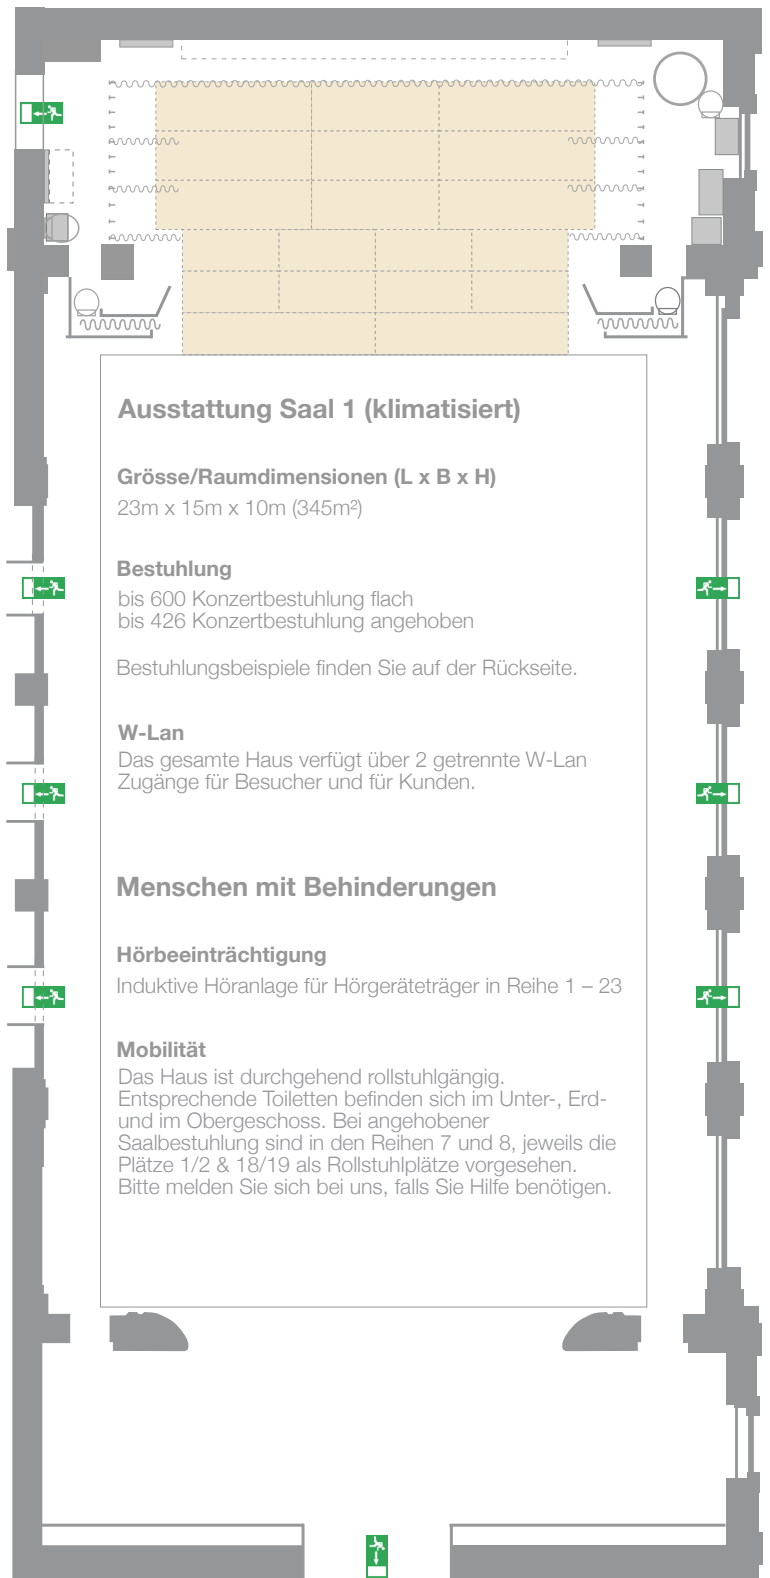 Ausstattung Saal 1 (klimatisiert)
Grösse/Raumdimensionen (L x B x H)
23m x 15m x 10m (345m²)
Bestuhlung
bis 600 Konzertbestuhlung flach
bis 426 Konzertbestuhlung angehoben
Bestuhlungsbeispiele finden Sie auf der Rückseite.
W-Lan
Das gesamte Haus verfügt über 2 getrennte W-Lan
Zugänge für Besucher und für Kunden.
Menschen mit Behinderungen
Hörbeeinträchtigung
Induktive Höranlage für Hörgeräteträger in Reihe 1 – 23
Mobilität
Das Haus ist durchgehend rollstuhlgängig.
Entsprechende Toiletten befinden sich im Unter-, Erd-
und im Obergeschoss. Bei angehobener
Saalbestuhlung sind in den Reihen 7 und 8, jeweils die
Plätze 1/2 & 18/19 als Rollstuhlplätze vorgesehen.
Bitte melden Sie sich bei uns, falls Sie Hilfe benötigen.